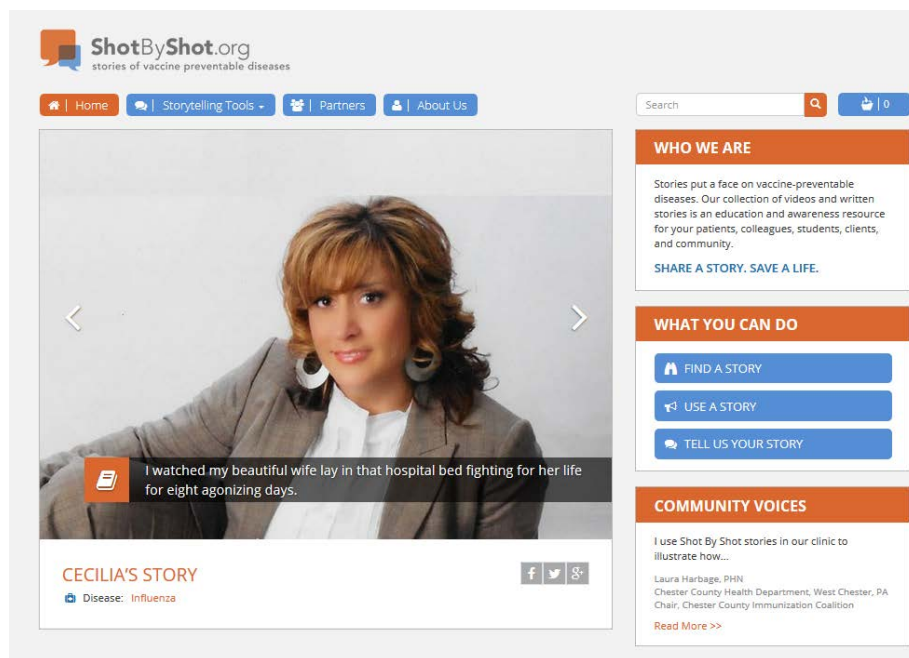 ShotByShot.org
stories of vaccine preventable diseases
Home
Storytelling Tools
Partners
About Us
Search
0
I watched my beautiful wife lay in that hospital bed fighting for her life
for eight agonizing days.
CECILIA'S STORY
Disease: Influenza
WHO WE ARE
Stories put a face on vaccine-preventable
diseases. Our collection of videos and written
stories is an education and awareness resource
for your patients, colleagues, students, clients,
and community.
SHARE A STORY. SAVE A LIFE.
WHAT YOU CAN DO
FIND A STORY
USE A STORY
TELL US YOUR STORY
COMMUNITY VOICES
I use Shot By Shot stories in our clinic to
illustrate how...
Laura Harbage, PHN
Chester County Health Department, West Chester, PA
Chair, Chester County Immunization Coalition
Read More >>